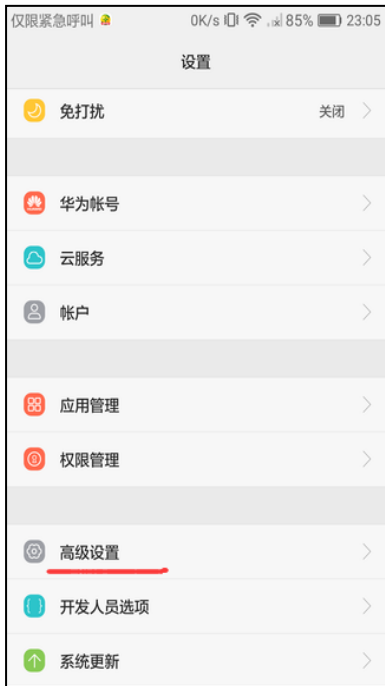 仅限紧急呼叫 0K/s 85% 23:05
设置
免打扰 关闭
华为帐号
云服务
帐户
应用管理
权限管理
高级设置
开发人员选项
系统更新